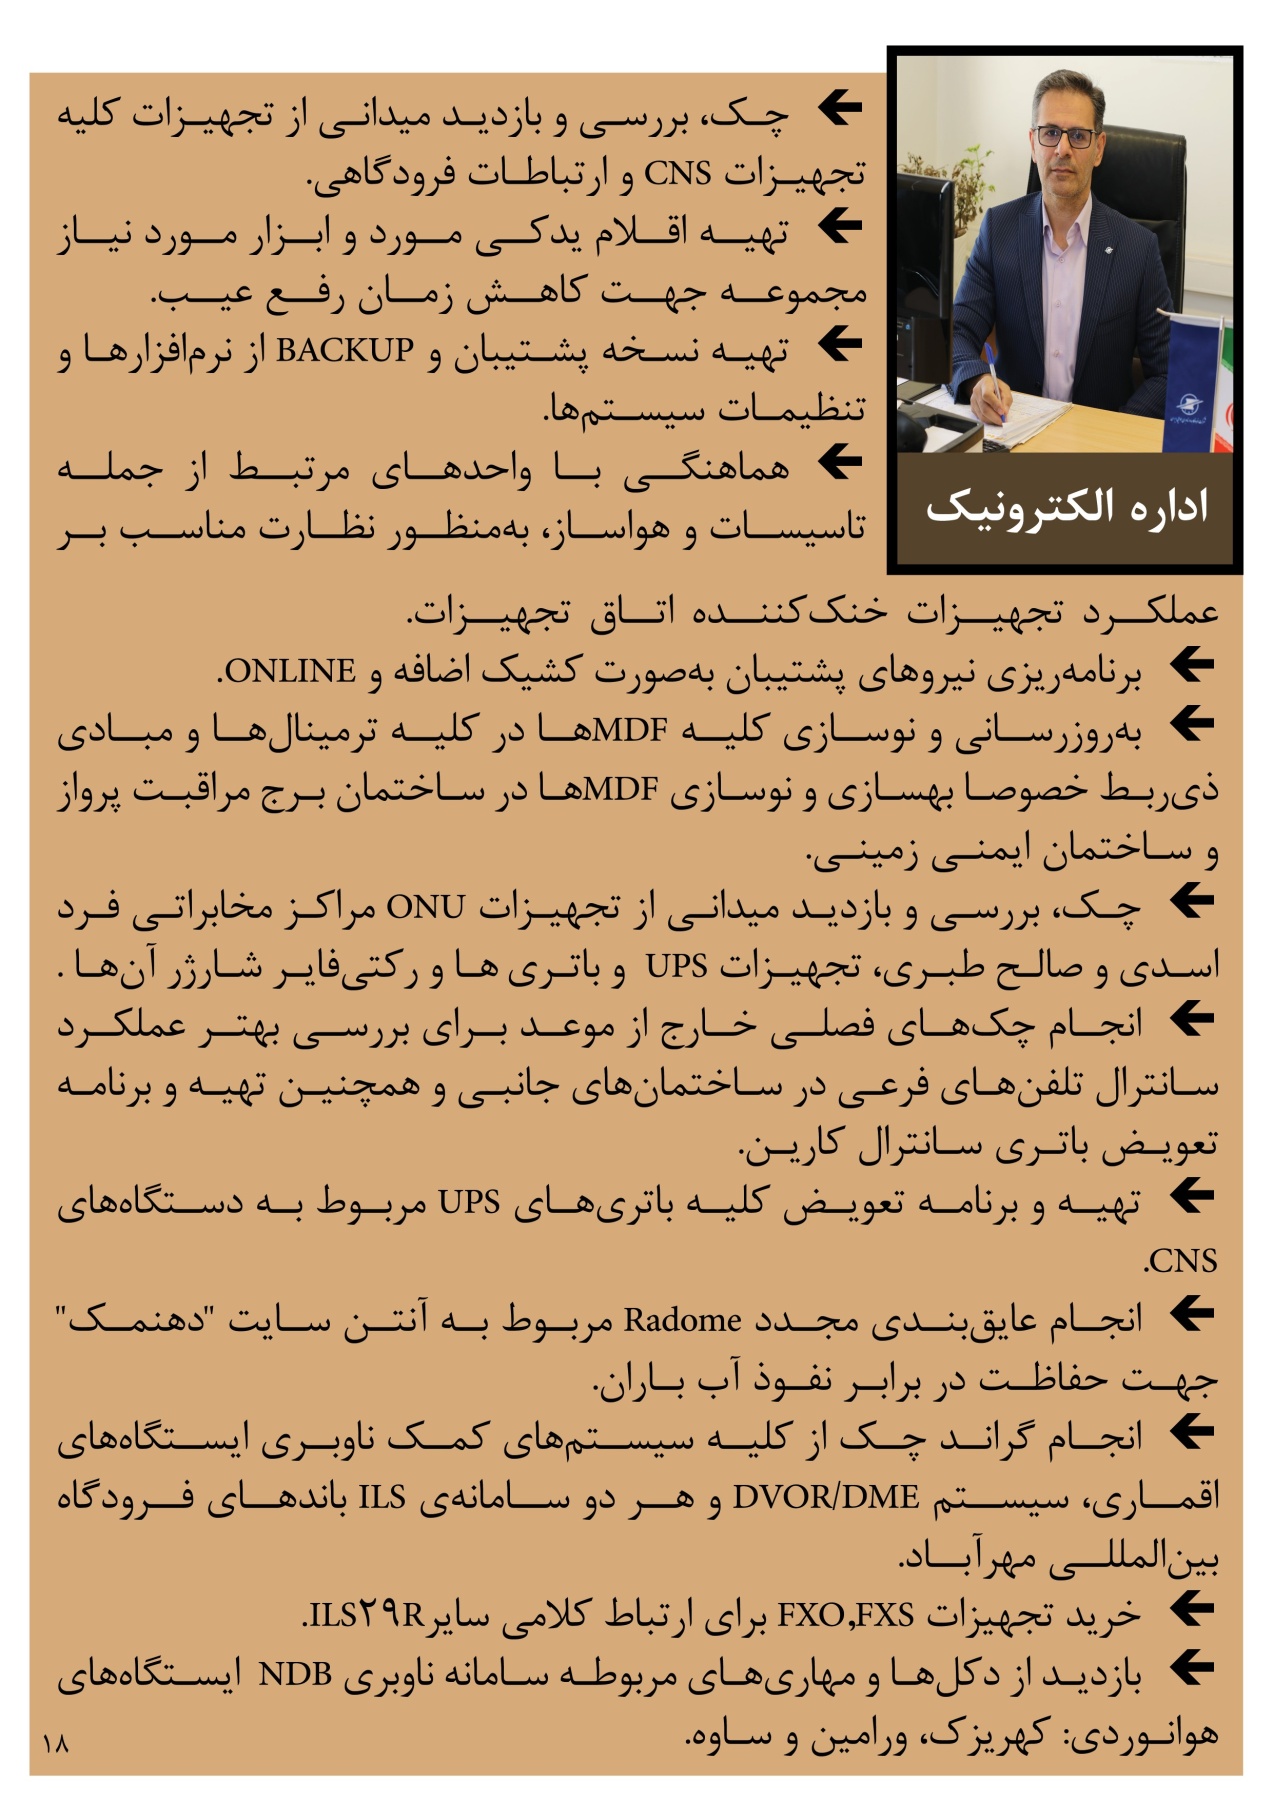 چک، بررسی و بازدید میدانی از تجهیزات کلیه
تجهیزات CNS و ارتباطات فرودگاهی.
تهیه اقلام یدکی مورد و ابزار مورد نیاز
مجموعه جهت کاهش زمان رفع عیب.
تهیه نسخه پشتیبان و BACKUP از نرم‌افزارها و
تنظیمات سیستم‌ها.
هماهنگی با واحدهای مرتبط از جمله
تاسیسات و هواساز، به‌منظور نظارت مناسب بر
اداره الکترونیک
عملکرد تجهیزات خنک‌کننده اتاق تجهیزات.
برنامه‌ریزی نیروهای پشتیبان به‌صورت کشیک اضافه و ONLINE.
به‌روزرسانی و نوسازی کلیه MDFها در کلیه ترمینال‌ها و مبادی
ذی‌ربط خصوصا بهسازی و نوسازی MDFها در ساختمان برج مراقبت پرواز
و ساختمان ایمنی زمینی.
چک، بررسی و بازدید میدانی از تجهیزات ONU مراکز مخابراتی فرد
اسدی و صالح طبری، تجهیزات UPS و باتری ها و رکتی‌فایر شارژر آن‌ها .
انجام چک‌های فصلی خارج از موعد برای بررسی بهتر عملکرد
سانترال تلفن‌های فرعی در ساختمان‌های جانبی و همچنین تهیه و برنامه
تعویض باتری سانترال کارین.
تهیه و برنامه تعویض کلیه باتری‌های UPS مربوط به دستگاه‌های
CNS.
انجام عایق‌بندی مجدد Radome مربوط به آنتن سایت "دهنمک"
جهت حفاظت در برابر نفوذ آب باران.
انجام گراند چک از کلیه سیستم‌های کمک ناوبری ایستگاه‌های
اقماری، سیستم DVOR/DME و هر دو سامانه‌ی ILS باندهای فرودگاه
بین‌المللی مهرآباد.
خرید تجهیزات FXO,FXS برای ارتباط کلامی سایر ILS۲۹R.
بازدید از دکل‌ها و مهاری‌های مربوطه سامانه ناوبری NDB ایستگاه‌های
هوانوردی: کهریزک، ورامین و ساوه.
۱۸